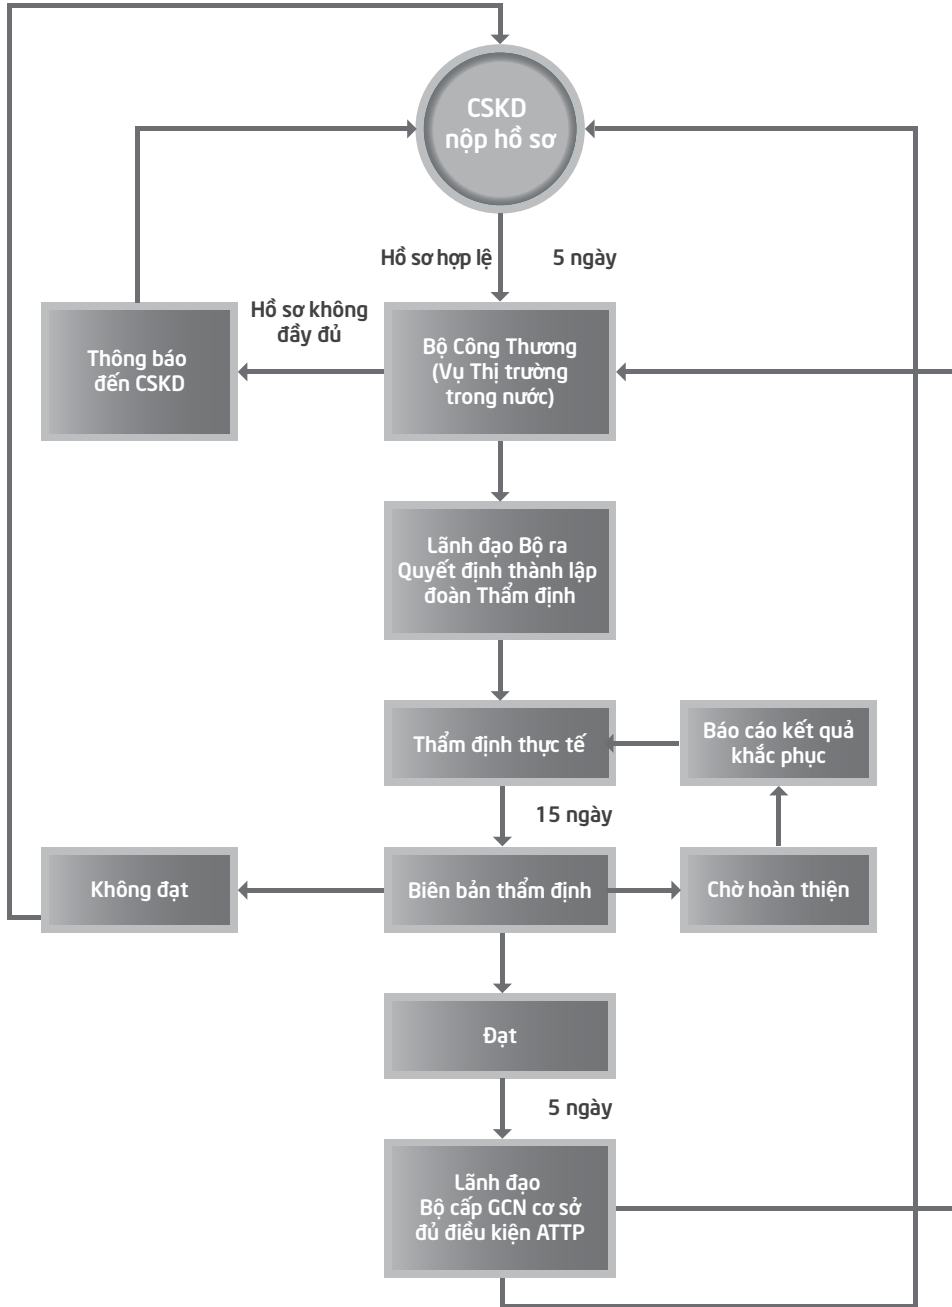 CSKD
nộp hồ sơ
Hồ sơ hợp lệ
5 ngày
Hồ sơ không
đầy đủ
Thông báo
đến CSKD
Bộ Công Thương
(Vụ Thị trường
trong nước)
Lãnh đạo Bộ ra
Quyết định thành lập
đoàn Thẩm định
Thẩm định thực tế
Báo cáo kết quả
khắc phục
15 ngày
Không đạt
Biên bản thẩm định
Chờ hoàn thiện
Đạt
5 ngày
Lãnh đạo
Bộ cấp GCN cơ sở
đủ điều kiện ATTP